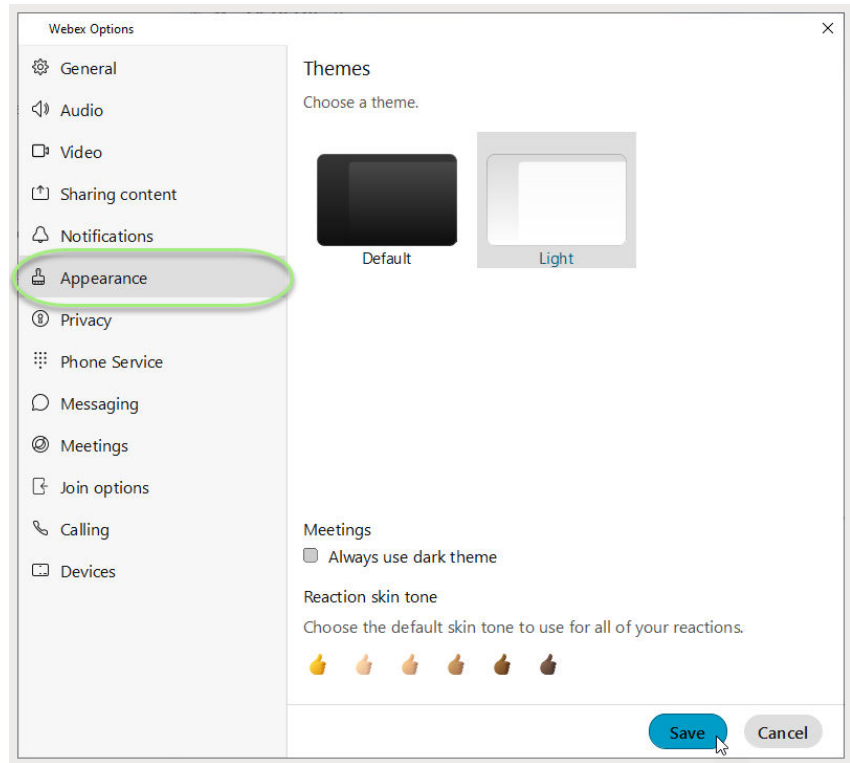 Webex Options
General
Audio
Video
Sharing content
Notifications
Appearance
Privacy
Phone Service
Messaging
Meetings
Join options
Calling
Devices
Themes
Choose a theme.
Default
Light
Meetings
Always use dark theme
Reaction skin tone
Choose the default skin tone to use for all of your reactions.
Save
Cancel